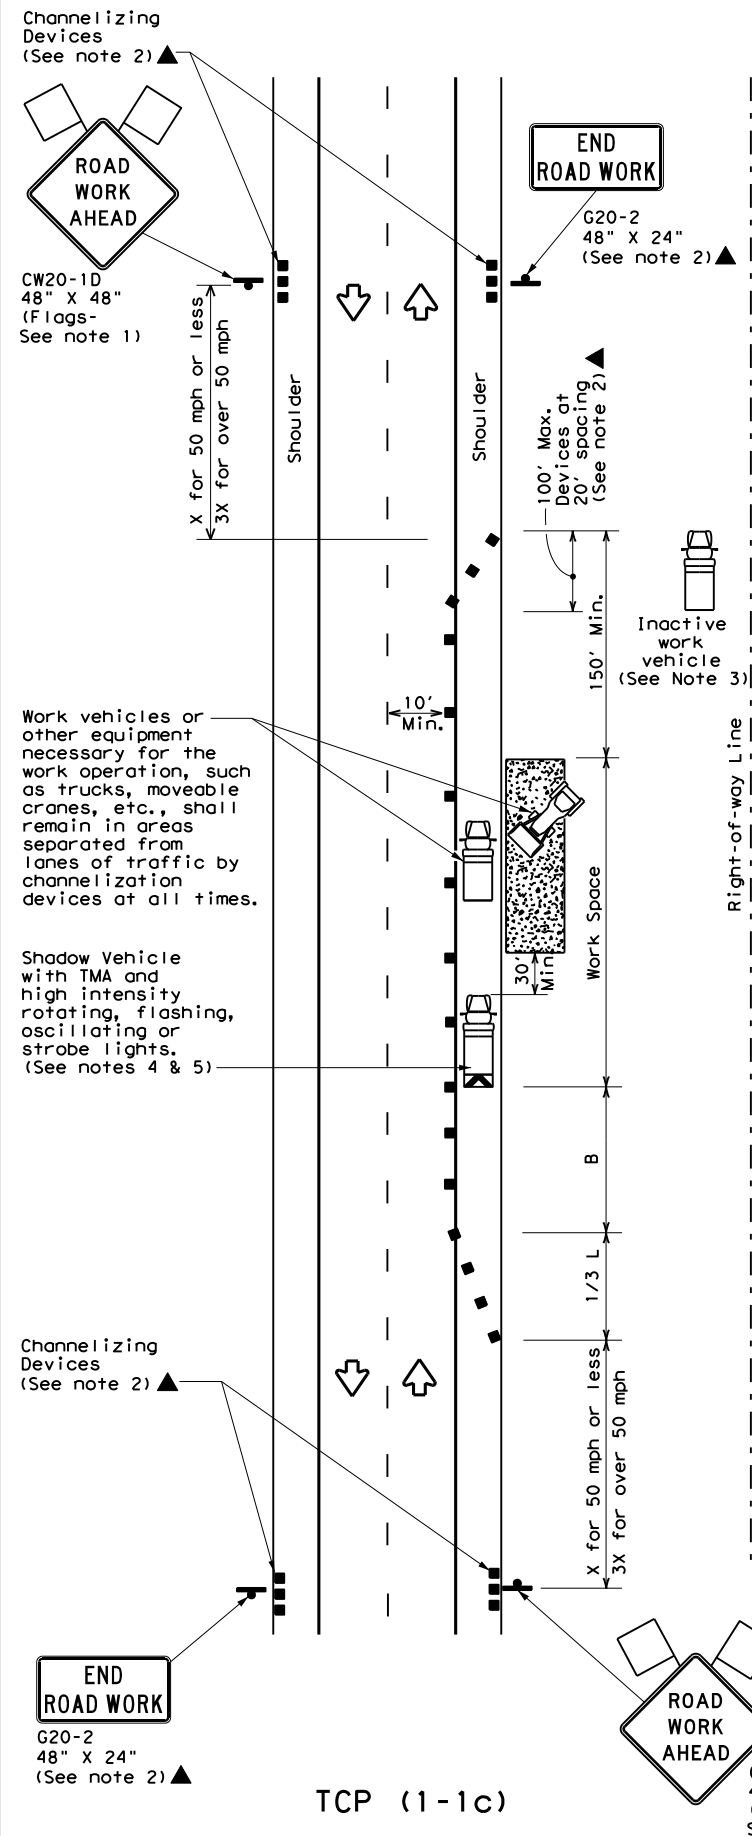 Channelizing
Devices
(See note 2)
ROAD
WORK
AHEAD
CW20-1D
48" X 48"
(Flags-
See note 1)
END
ROAD WORK
G20-2
48" X 24"
(See note 2)
X for 50 mph or less
3X for over 50 mph
Shoulder
Shoulder
100' Max.
Devices at
20' spacing
(See note 2)
150' Min.
Inactive
work
vehicle
(See Note 3)
10'
Min.
Work vehicles or
other equipment
necessary for the
work operation, such
as trucks, moveable
cranes, etc., shall
remain in areas
separated from
lanes of traffic by
channelization
devices at all times.
Right-of-way Line
Work Space
30'
Min.
Shadow Vehicle
with TMA and
high intensity
rotating, flashing,
oscillating or
strobe lights.
(See notes 4 & 5)
B
1/3 L
Channelizing
Devices
(See note 2)
X for 50 mph or less
3X for over 50 mph
END
ROAD WORK
G20-2
48" X 24"
(See note 2)
ROAD
WORK
AHEAD
TCP (1-1c)